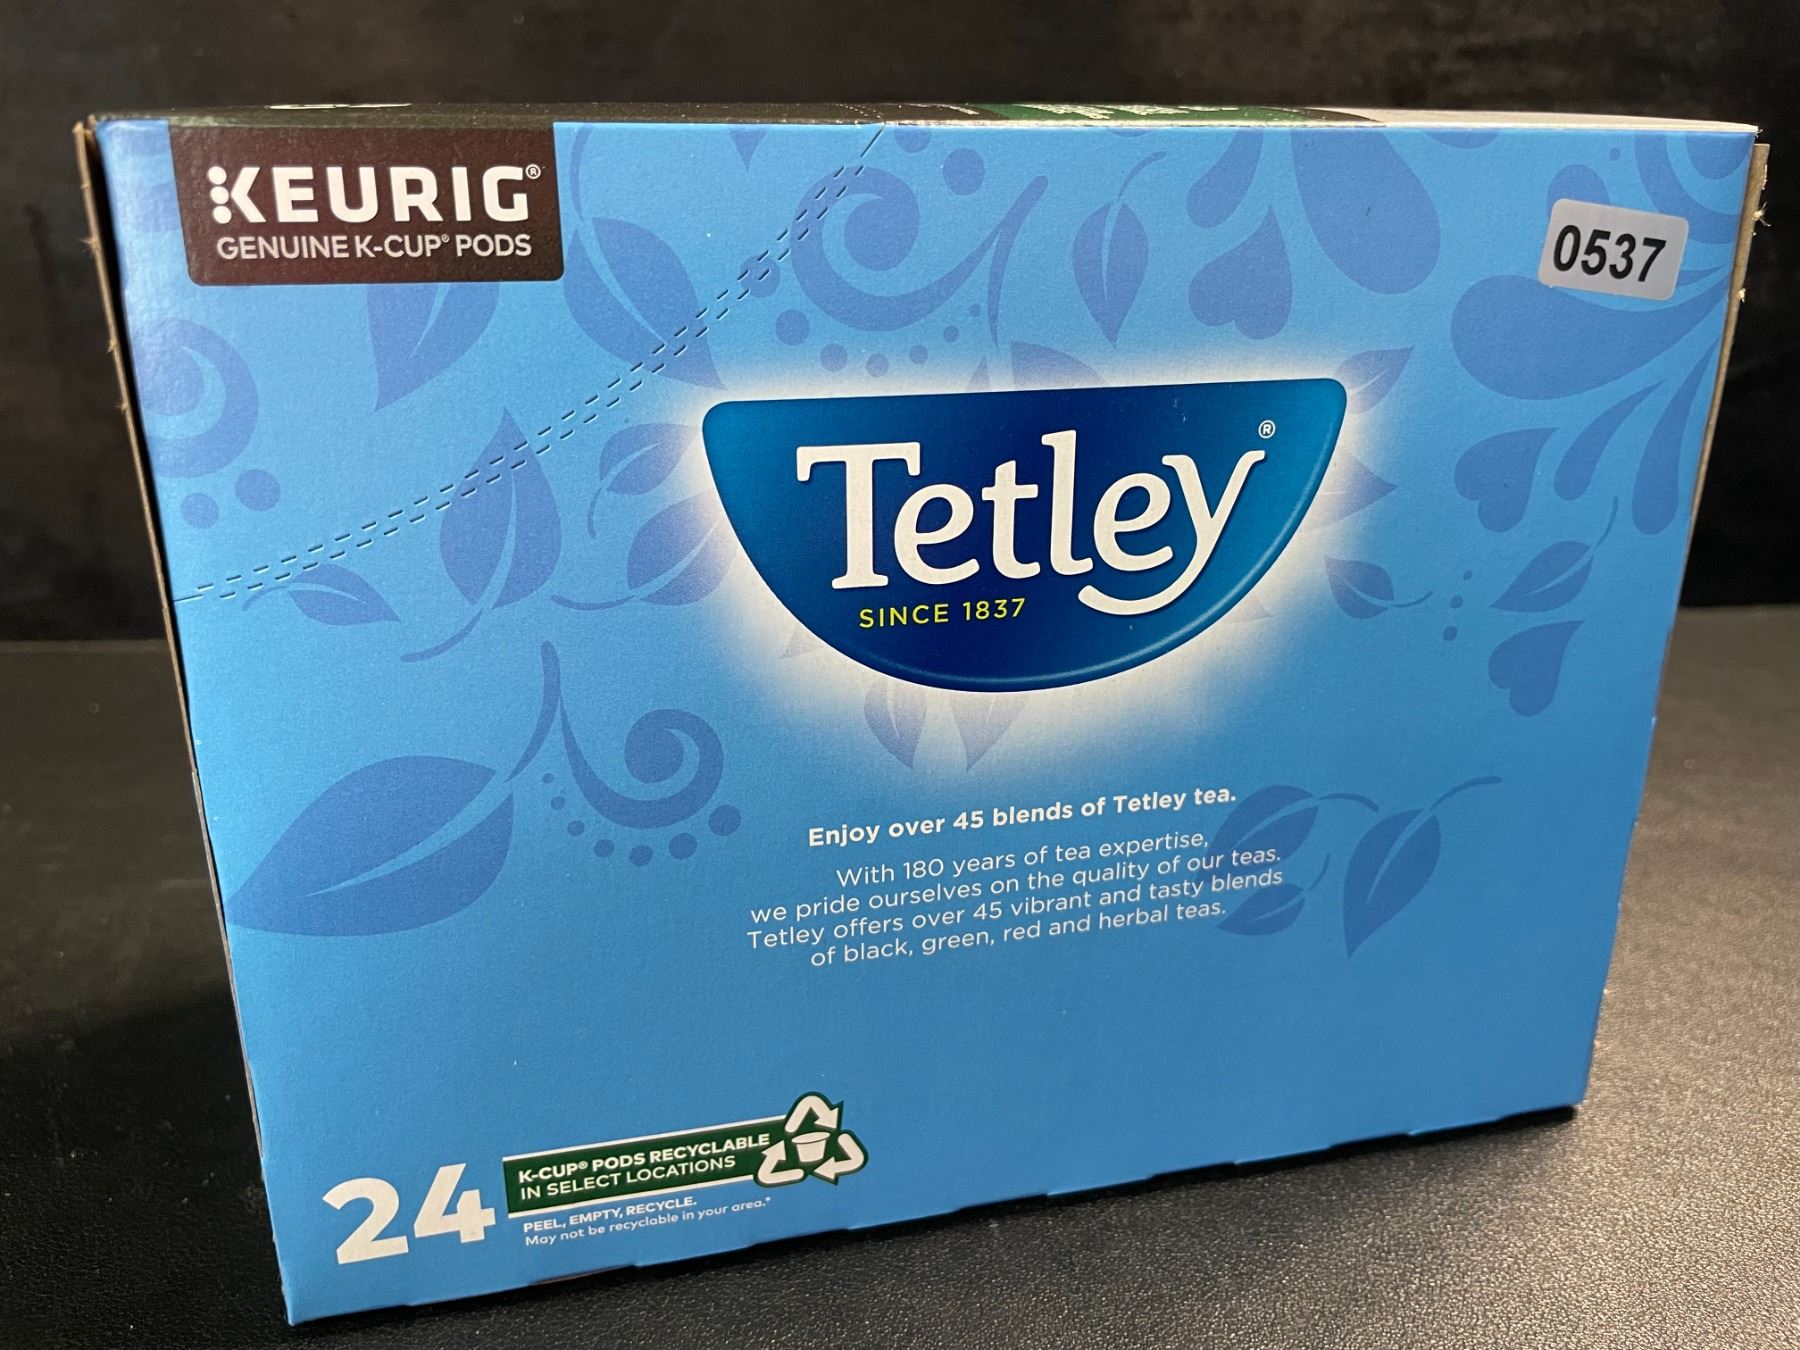 KEURIG®
GENUINE K-CUP® PODS
0537
Tetley®
SINCE 1837
Enjoy over 45 blends of Tetley tea.
With 180 years of tea expertise,
we pride ourselves on the quality of our teas.
Tetley offers over 45 vibrant and tasty blends
of black, green, red and herbal teas.
24
K-CUP® PODS RECYCLABLE
IN SELECT LOCATIONS
PEEL, EMPTY, RECYCLE.
May not be recyclable in your area.*